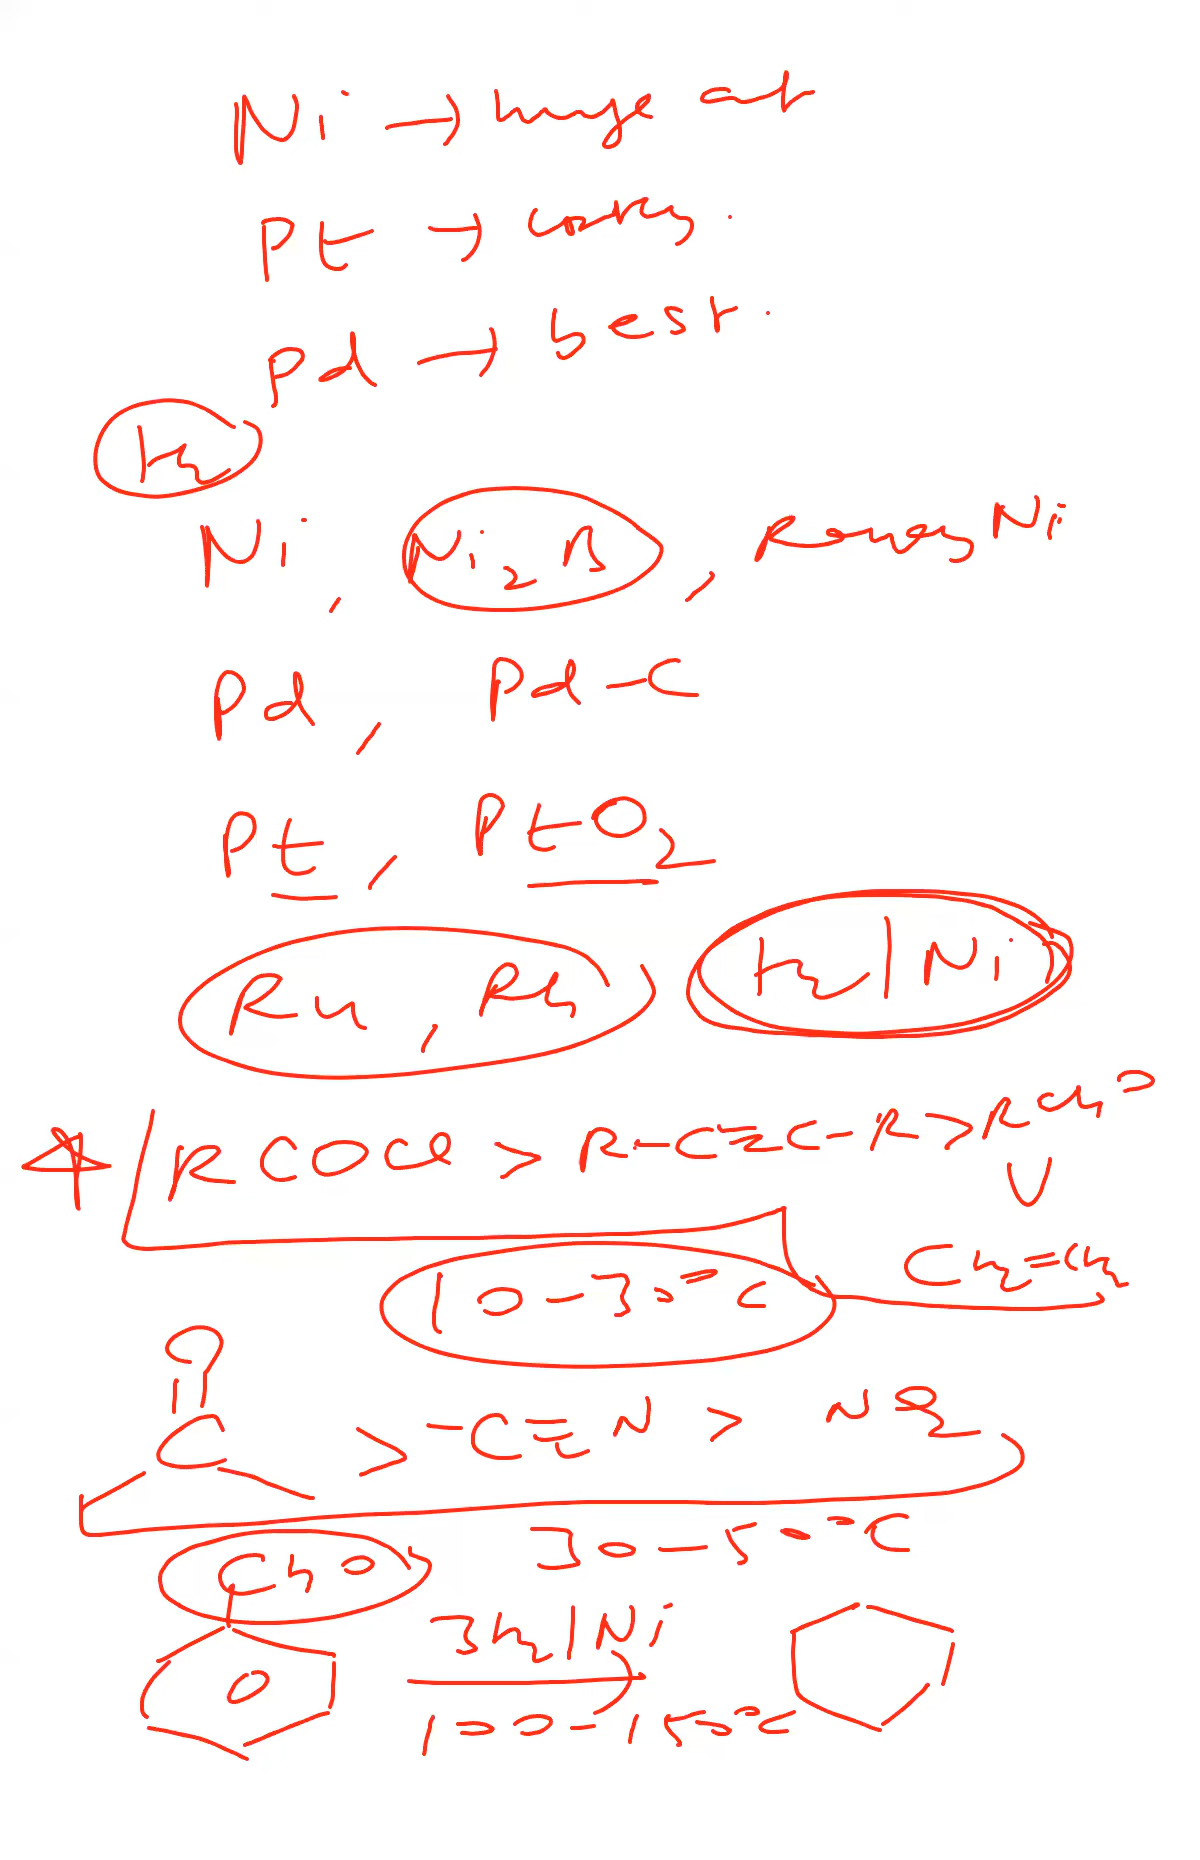 Ni → huge amt
Pt → works.
Pd → best.
H₂
Ni, Ni₂B, Raney Ni
Pd, Pd-C
Pt, PtO₂
Ru, Rh H₂/Ni
RCOCl > R-C≡C-R > RCHO
V
CH₂=CH₂
10-30°C
O
C > -C≡N > NO₂
30-50°C
CHO
3H₂/Ni
O
100-150°C